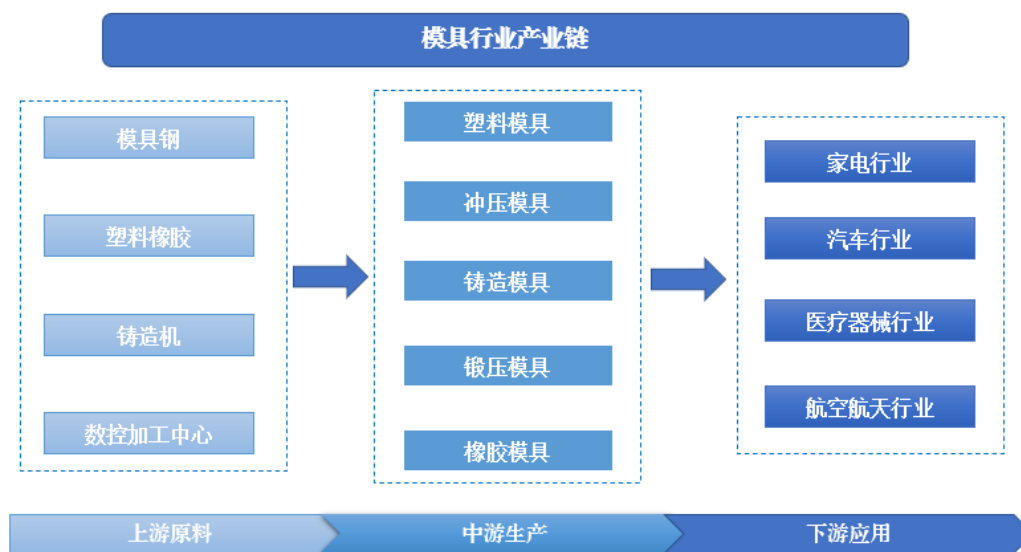 模具行业产业链
模具钢
塑料橡胶
铸造机
数控加工中心
塑料模具
冲压模具
铸造模具
锻压模具
橡胶模具
家电行业
汽车行业
医疗器械行业
航空航天行业
上游原料
中游生产
下游应用